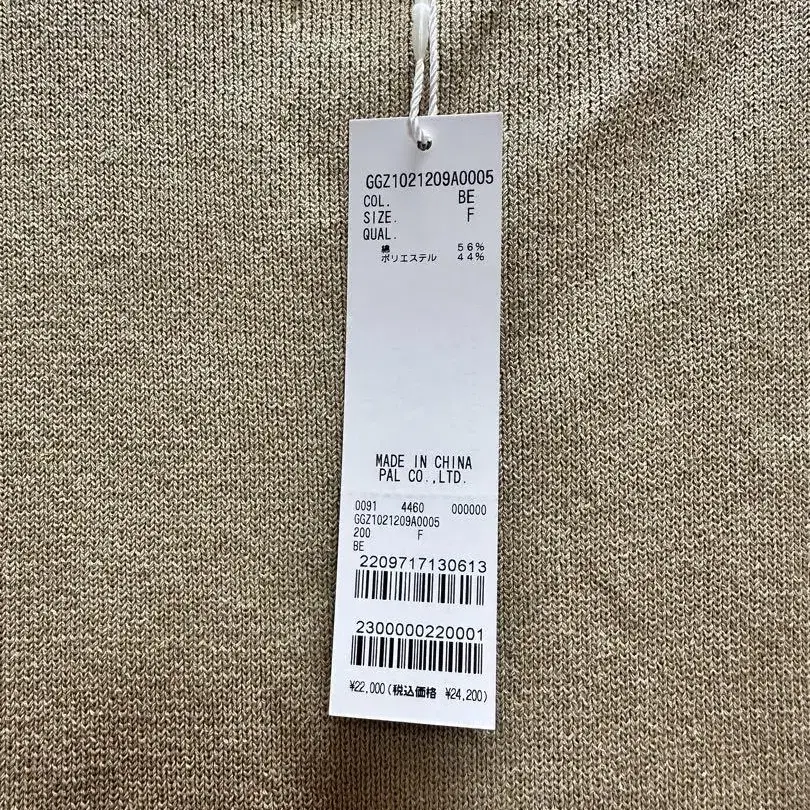 GGZ1021209A0005
COL. BE
SIZE. F
QUAL.
綿 56%
ポリエステル 44%
MADE IN CHINA
PAL CO.,LTD.
0091 4460 000000
GGZ1021209A0005
200 F
BE
2209717130613
2300000220001
¥22,000(税込価格 ¥24,200)